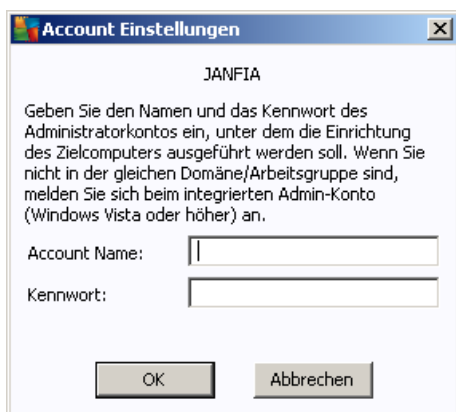 Account Einstellungen
JANFIA
Geben Sie den Namen und das Kennwort des
Administratorkontos ein, unter dem die Einrichtung
des Zielcomputers ausgeführt werden soll. Wenn Sie
nicht in der gleichen Domäne/Arbeitsgruppe sind,
melden Sie sich beim integrierten Admin-Konto
(Windows Vista oder höher) an.
Account Name:
Kennwort:
OK Abbrechen